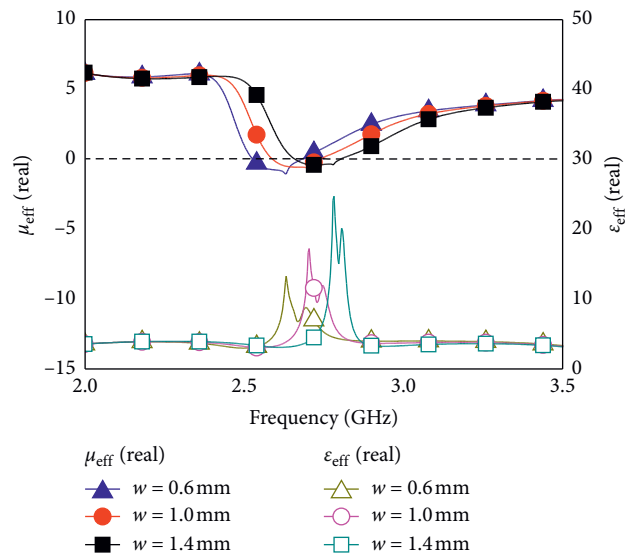 10
5
0
−5
−10
−15
μeff (real)
50
40
30
20
10
0
εeff (real)
2.0 2.5 3.0 3.5
Frequency (GHz)
μeff (real)
w = 0.6 mm
w = 1.0 mm
w = 1.4 mm
εeff (real)
w = 0.6 mm
w = 1.0 mm
w = 1.4 mm